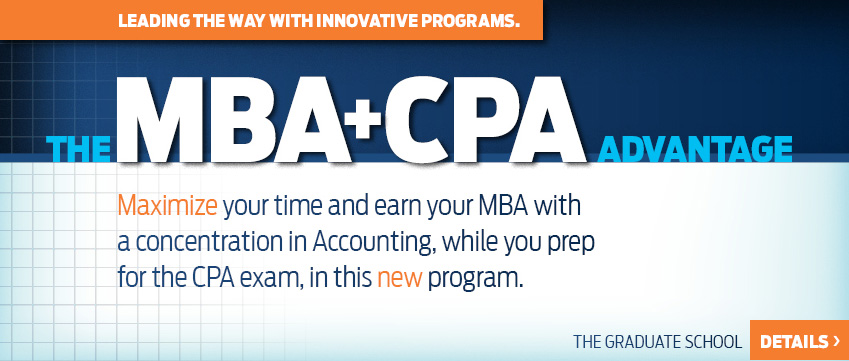 LEADING THE WAY WITH INNOVATIVE PROGRAMS.
THE MBA+CPA ADVANTAGE
Maximize your time and earn your MBA with
a concentration in Accounting, while you prep
for the CPA exam, in this new program.
THE GRADUATE SCHOOL DETAILS >